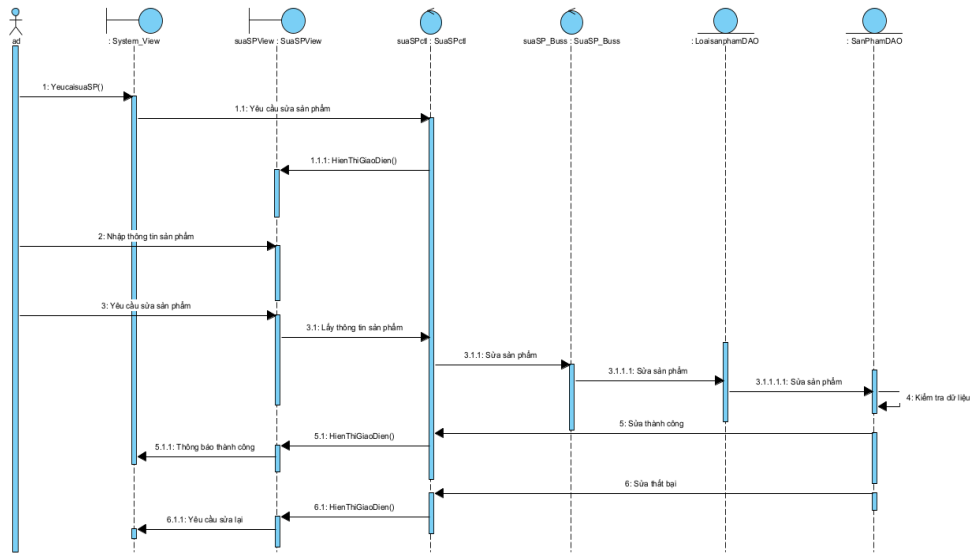 ad
: System_View
suaSPView : SuaSPView
suaSPctl : SuaSPctl
suaSP_Buss : SuaSP_Buss
: LoaisanphamDAO
: SanPhamDAO
1: YeucaisuaSP()
1.1: Yêu cầu sửa sản phẩm
1.1.1: HienThiGiaoDien()
2: Nhập thông tin sản phẩm
3: Yêu cầu sửa sản phẩm
3.1: Lấy thông tin sản phẩm
3.1.1: Sửa sản phẩm
3.1.1.1: Sửa sản phẩm
3.1.1.1.1: Sửa sản phẩm
4: Kiểm tra dữ liệu
5: Sửa thành công
5.1: HienThiGiaoDien()
5.1.1: Thông báo thành công
6: Sửa thất bại
6.1: HienThiGiaoDien()
6.1.1: Yêu cầu sửa lại